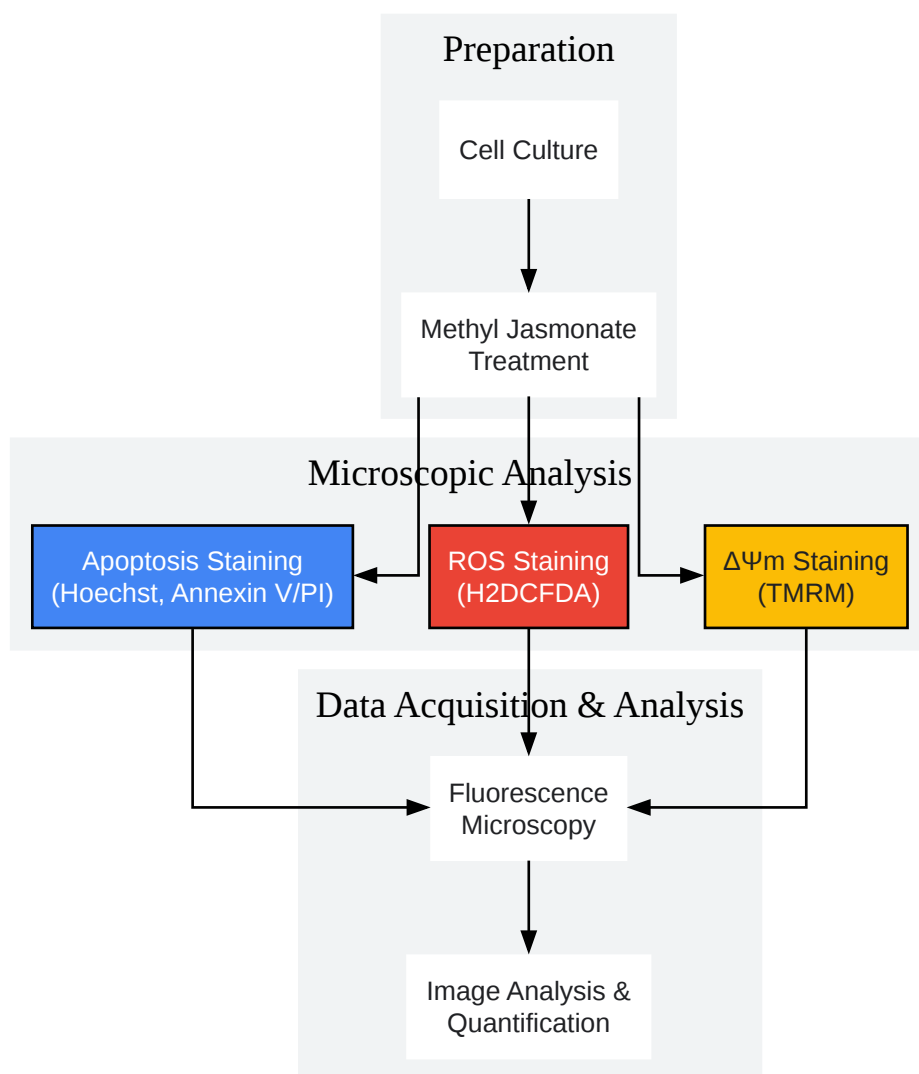 Preparation
Cell Culture
Methyl Jasmonate
Treatment
Microscopic Analysis
Apoptosis Staining
(Hoechst, Annexin V/PI)
ROS Staining
(H2DCFDA)
ΔΨm Staining
(TMRM)
Data Acquisition & Analysis
Fluorescence
Microscopy
Image Analysis &
Quantification